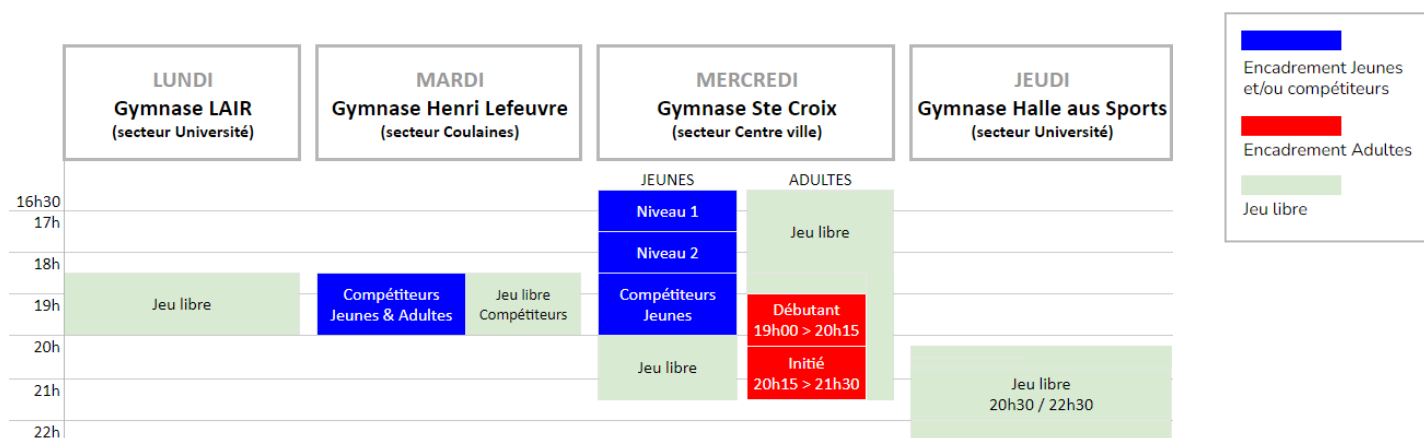 LUNDI
Gymnase LAIR
(secteur Université)
MARDI
Gymnase Henri Lefeuvre
(secteur Coulaines)
MERCREDI
Gymnase Ste Croix
(secteur Centre ville)
JEUDI
Gymnase Halle aus Sports
(secteur Université)
Encadrement Jeunes
et/ou compétiteurs
Encadrement Adultes
Jeu libre
JEUNES
ADULTES
16h30
17h
18h
19h
20h
21h
22h
Jeu libre
Compétiteurs
Jeunes & Adultes
Jeu libre
Compétiteurs
Niveau 1
Niveau 2
Compétiteurs
Jeunes
Jeu libre
Jeu libre
Débutant
19h00 > 20h15
Initié
20h15 > 21h30
Jeu libre
20h30 / 22h30